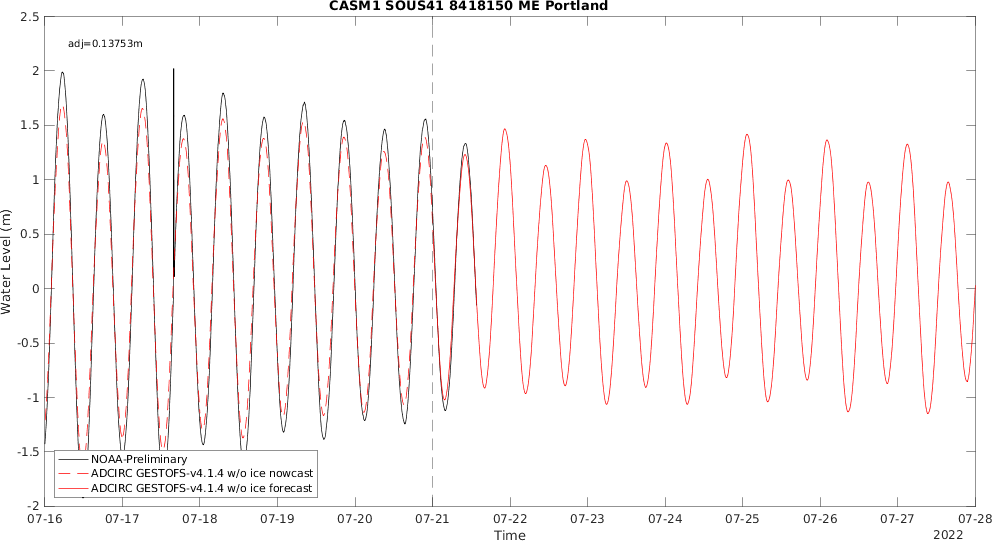 CASM1 SOUS41 8418150 ME Portland
adj=0.13753m
2.5
2
1.5
1
0.5
0
-0.5
-1
-1.5
-2
Water Level (m)
NOAA-Preliminary
ADCIRC GESTOFS-v4.1.4 w/o ice nowcast
ADCIRC GESTOFS-v4.1.4 w/o ice forecast
07-16 07-17 07-18 07-19 07-20 07-21 07-22 07-23 07-24 07-25 07-26 07-27 07-28
Time
2022